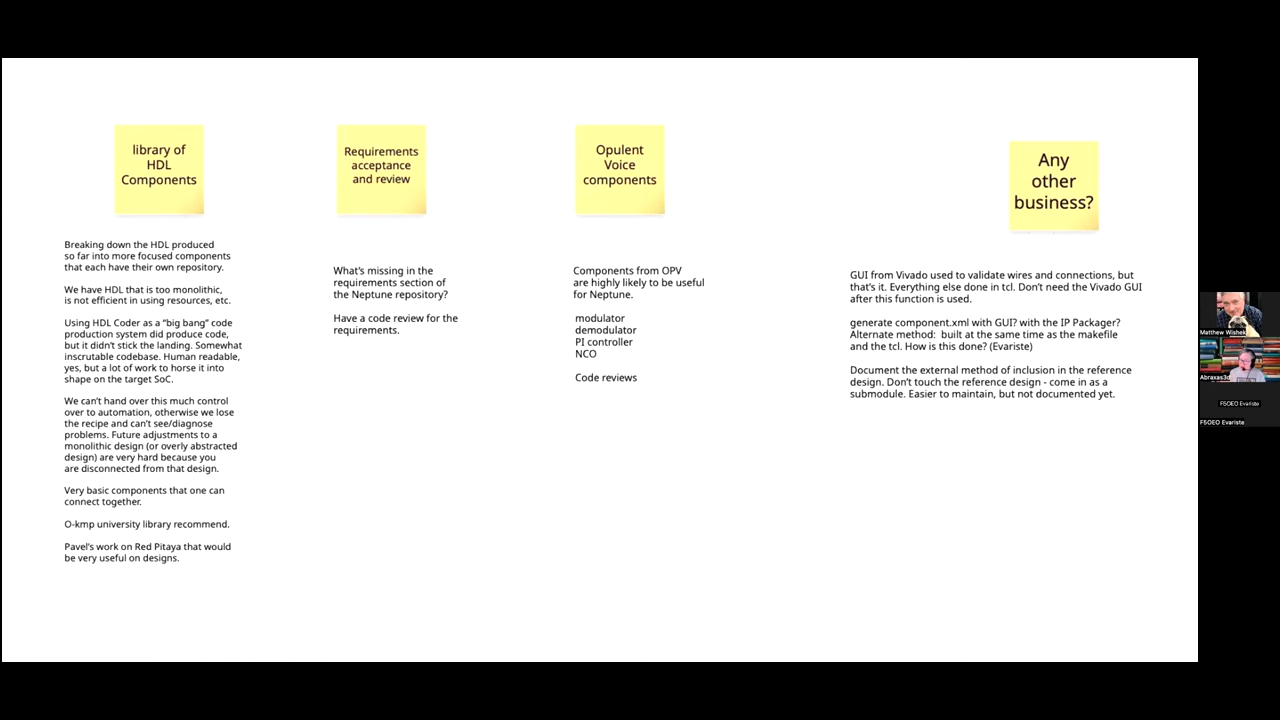 library of
HDL
Components
Breaking down the HDL produced
so far into more focused components
that each have their own repository.
We have HDL that is too monolithic,
is not efficient in using resources, etc.
Using HDL Coder as a “big bang” code
production system did produce code,
but it didn’t stick the landing. Somewhat
inscrutable codebase. Human readable,
yes, but a lot of work to horse it into
shape on the target SoC.
We can’t hand over this much control
over to automation, otherwise we lose
the recipe and can’t see/diagnose
problems. Future adjustments to a
monolithic design (or overly abstracted
design) are very hard because you
are disconnected from that design.
Very basic components that one can
connect together.
O-kmp university library recommend.
Pavel’s work on Red Pitaya that would
be very useful on designs.
Requirements
acceptance
and review
What’s missing in the
requirements section of
the Neptune repository?
Have a code review for the
requirements.
Opulent
Voice
components
Components from OPV
are highly likely to be useful
for Neptune.
modulator
demodulator
PI controller
NCO
Code reviews
Any
other
business?
GUI from Vivado used to validate wires and connections, but
that’s it. Everything else done in tcl. Don’t need the Vivado GUI
after this function is used.
generate component.xml with GUI? with the IP Packager?
Alternate method:  built at the same time as the makefile
and the tcl. How is this done? (Evariste)
Document the external method of inclusion in the reference
design. Don’t touch the reference design - come in as a
submodule. Easier to maintain, but not documented yet.
Matthew Wishek
Abraxas3d
F5OEO Evariste
F5OEO Evariste